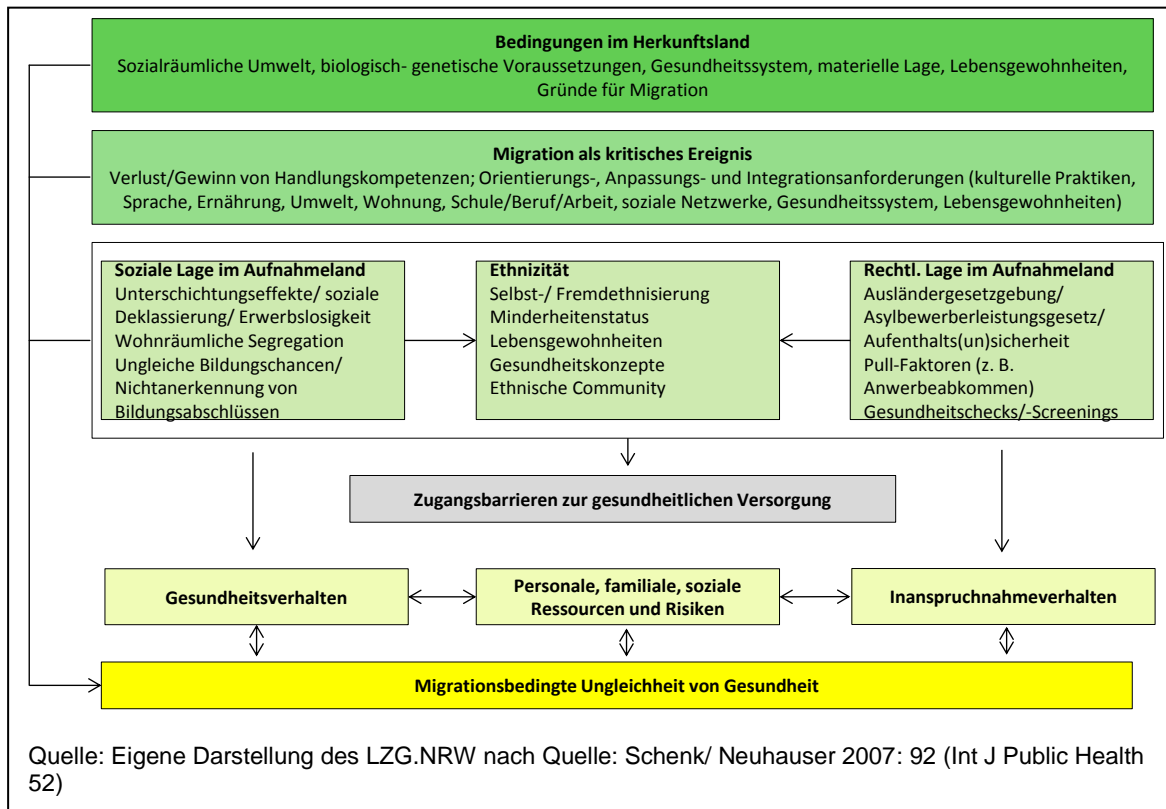 Bedingungen im Herkunftsland
Sozialräumliche Umwelt, biologisch- genetische Voraussetzungen, Gesundheitssystem, materielle Lage, Lebensgewohnheiten,
Gründe für Migration
Migration als kritisches Ereignis
Verlust/Gewinn von Handlungskompetenzen; Orientierungs-, Anpassungs- und Integrationsanforderungen (kulturelle Praktiken,
Sprache, Ernährung, Umwelt, Wohnung, Schule/Beruf/Arbeit, soziale Netzwerke, Gesundheitssystem, Lebensgewohnheiten)
Soziale Lage im Aufnahmeland
Unterschichtungseffekte/ soziale
Deklassierung/ Erwerbslosigkeit
Wohnräumliche Segregation
Ungleiche Bildungschancen/
Nichtanerkennung von
Bildungsabschlüssen
Ethnizität
Selbst-/ Fremdethnisierung
Minderheitenstatus
Lebensgewohnheiten
Gesundheitskonzepte
Ethnische Community
Rechtl. Lage im Aufnahmeland
Ausländergesetzgebung/
Asylbewerberleistungsgesetz/
Aufenthalts(un)sicherheit
Pull-Faktoren (z. B.
Anwerbeabkommen)
Gesundheitschecks/-Screenings
Zugangsbarrieren zur gesundheitlichen Versorgung
Gesundheitsverhalten
Personale, familiale, soziale
Ressourcen und Risiken
Inanspruchnahmeverhalten
Migrationsbedingte Ungleichheit von Gesundheit
Quelle: Eigene Darstellung des LZG.NRW nach Quelle: Schenk/ Neuhauser 2007: 92 (Int J Public Health
52)